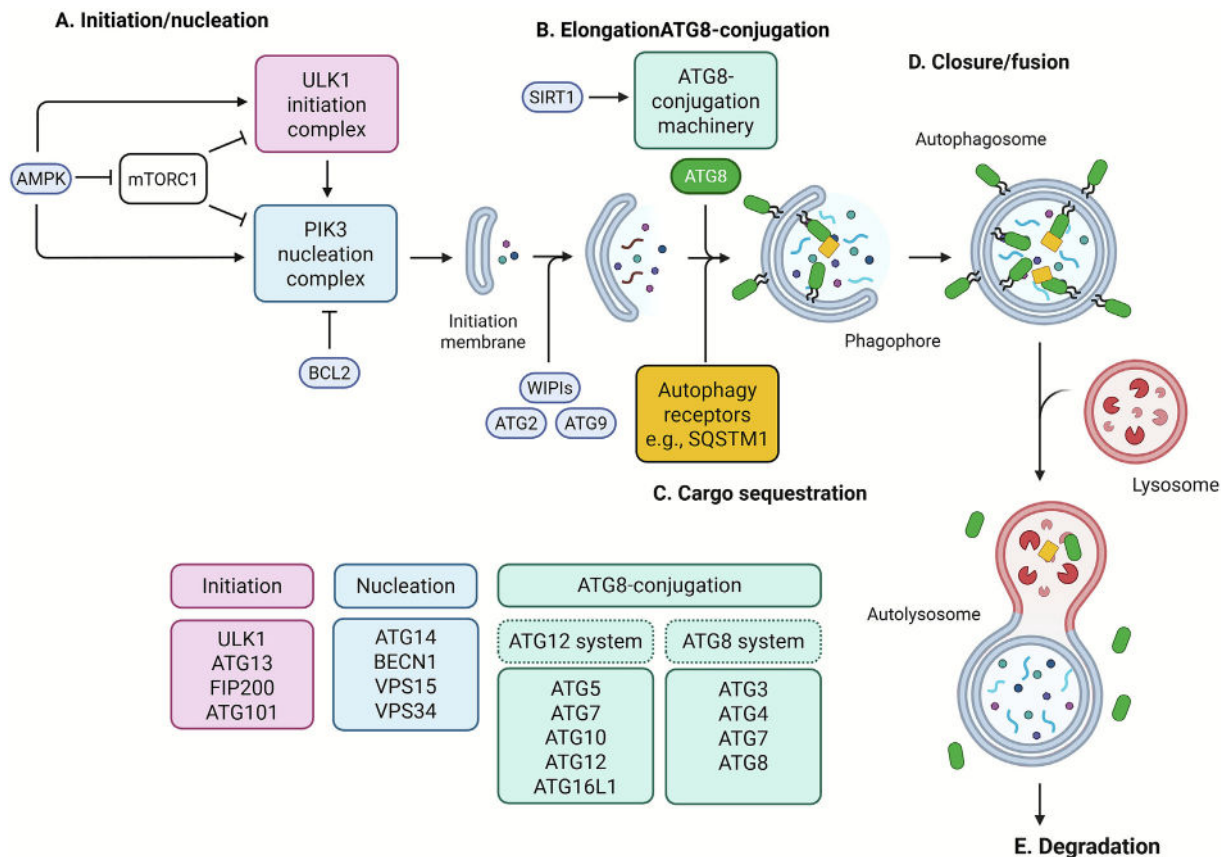 A. Initiation/nucleation
B. ElongationATG8-conjugation
D. Closure/fusion
ULK1
initiation
complex
AMPK
mTORC1
PIK3
nucleation
complex
BCL2
SIRT1
ATG8-
conjugation
machinery
ATG8
Initiation
membrane
WIPIs
ATG2
ATG9
Autophagy
receptors
e.g., SQSTM1
C. Cargo sequestration
Phagophore
Autophagosome
Lysosome
Autolysosome
E. Degradation
Initiation
ULK1
ATG13
FIP200
ATG101
Nucleation
ATG14
BECN1
VPS15
VPS34
ATG8-conjugation
ATG12 system
ATG5
ATG7
ATG10
ATG12
ATG16L1
ATG8 system
ATG3
ATG4
ATG7
ATG8